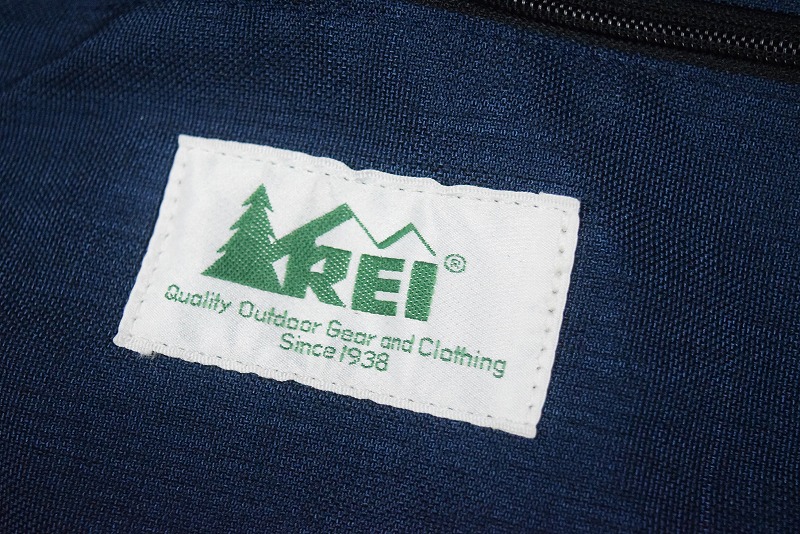 REI®
Quality Outdoor Gear and Clothing
Since 1938